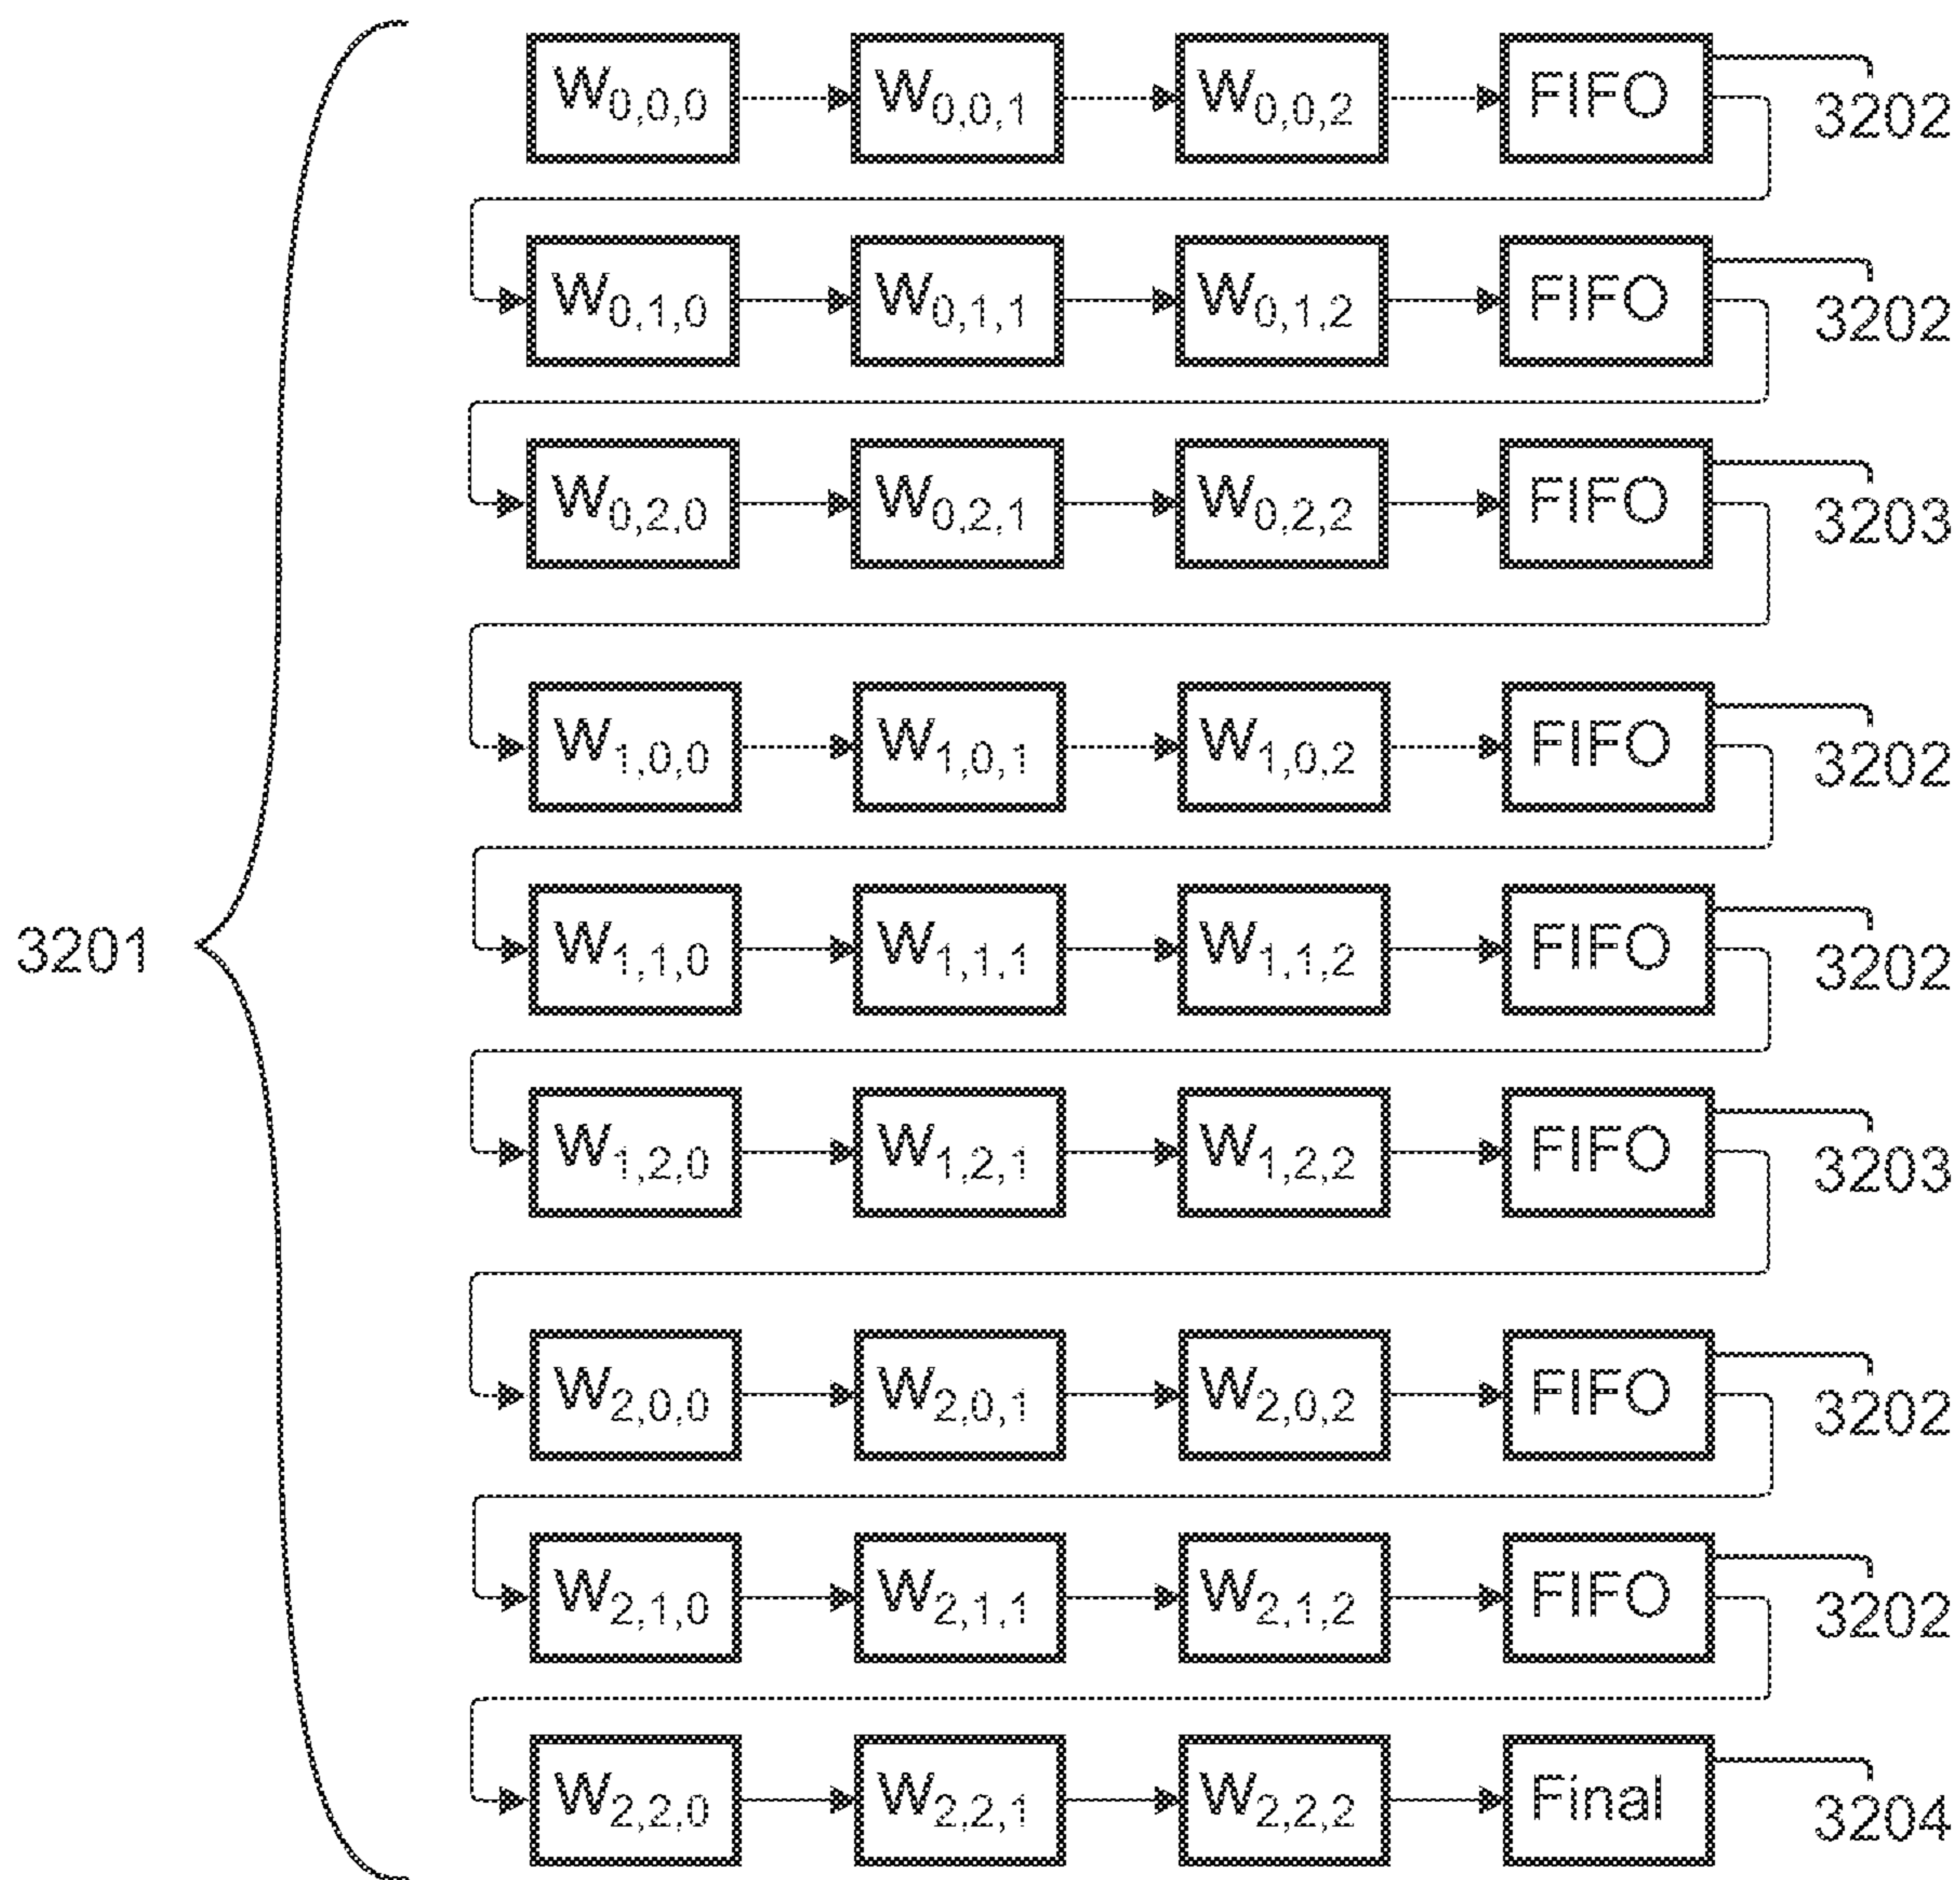 W0,0,0 W0,0,1 W0,0,2 FIFO 3202
W0,1,0 W0,1,1 W0,1,2 FIFO 3202
W0,2,0 W0,2,1 W0,2,2 FIFO 3203
W1,0,0 W1,0,1 W1,0,2 FIFO 3202
3201 W1,1,0 W1,1,1 W1,1,2 FIFO 3202
W1,2,0 W1,2,1 W1,2,2 FIFO 3203
W2,0,0 W2,0,1 W2,0,2 FIFO 3202
W2,1,0 W2,1,1 W2,1,2 FIFO 3202
W2,2,0 W2,2,1 W2,2,2 Final 3204